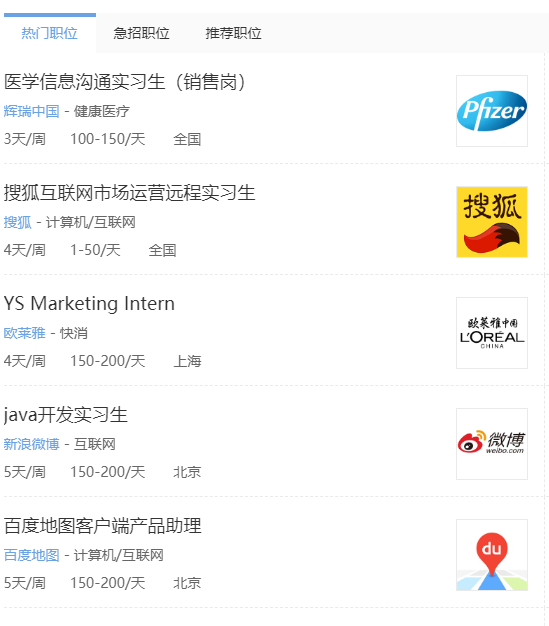 热门职位 急招职位 推荐职位
医学信息沟通实习生（销售岗）
辉瑞中国 - 健康医疗
3天/周 100-150/天 全国
Pfizer
搜狐互联网市场运营远程实习生
搜狐 - 计算机/互联网
4天/周 1-50/天 全国
搜狐
YS Marketing Intern
欧莱雅 - 快消
4天/周 150-200/天 上海
欧莱雅中国
L'ORÉAL
CHINA
java开发实习生
新浪微博 - 互联网
5天/周 150-200/天 北京
微博
weibo.com
百度地图客户端产品助理
百度地图 - 计算机/互联网
5天/周 150-200/天 北京
du